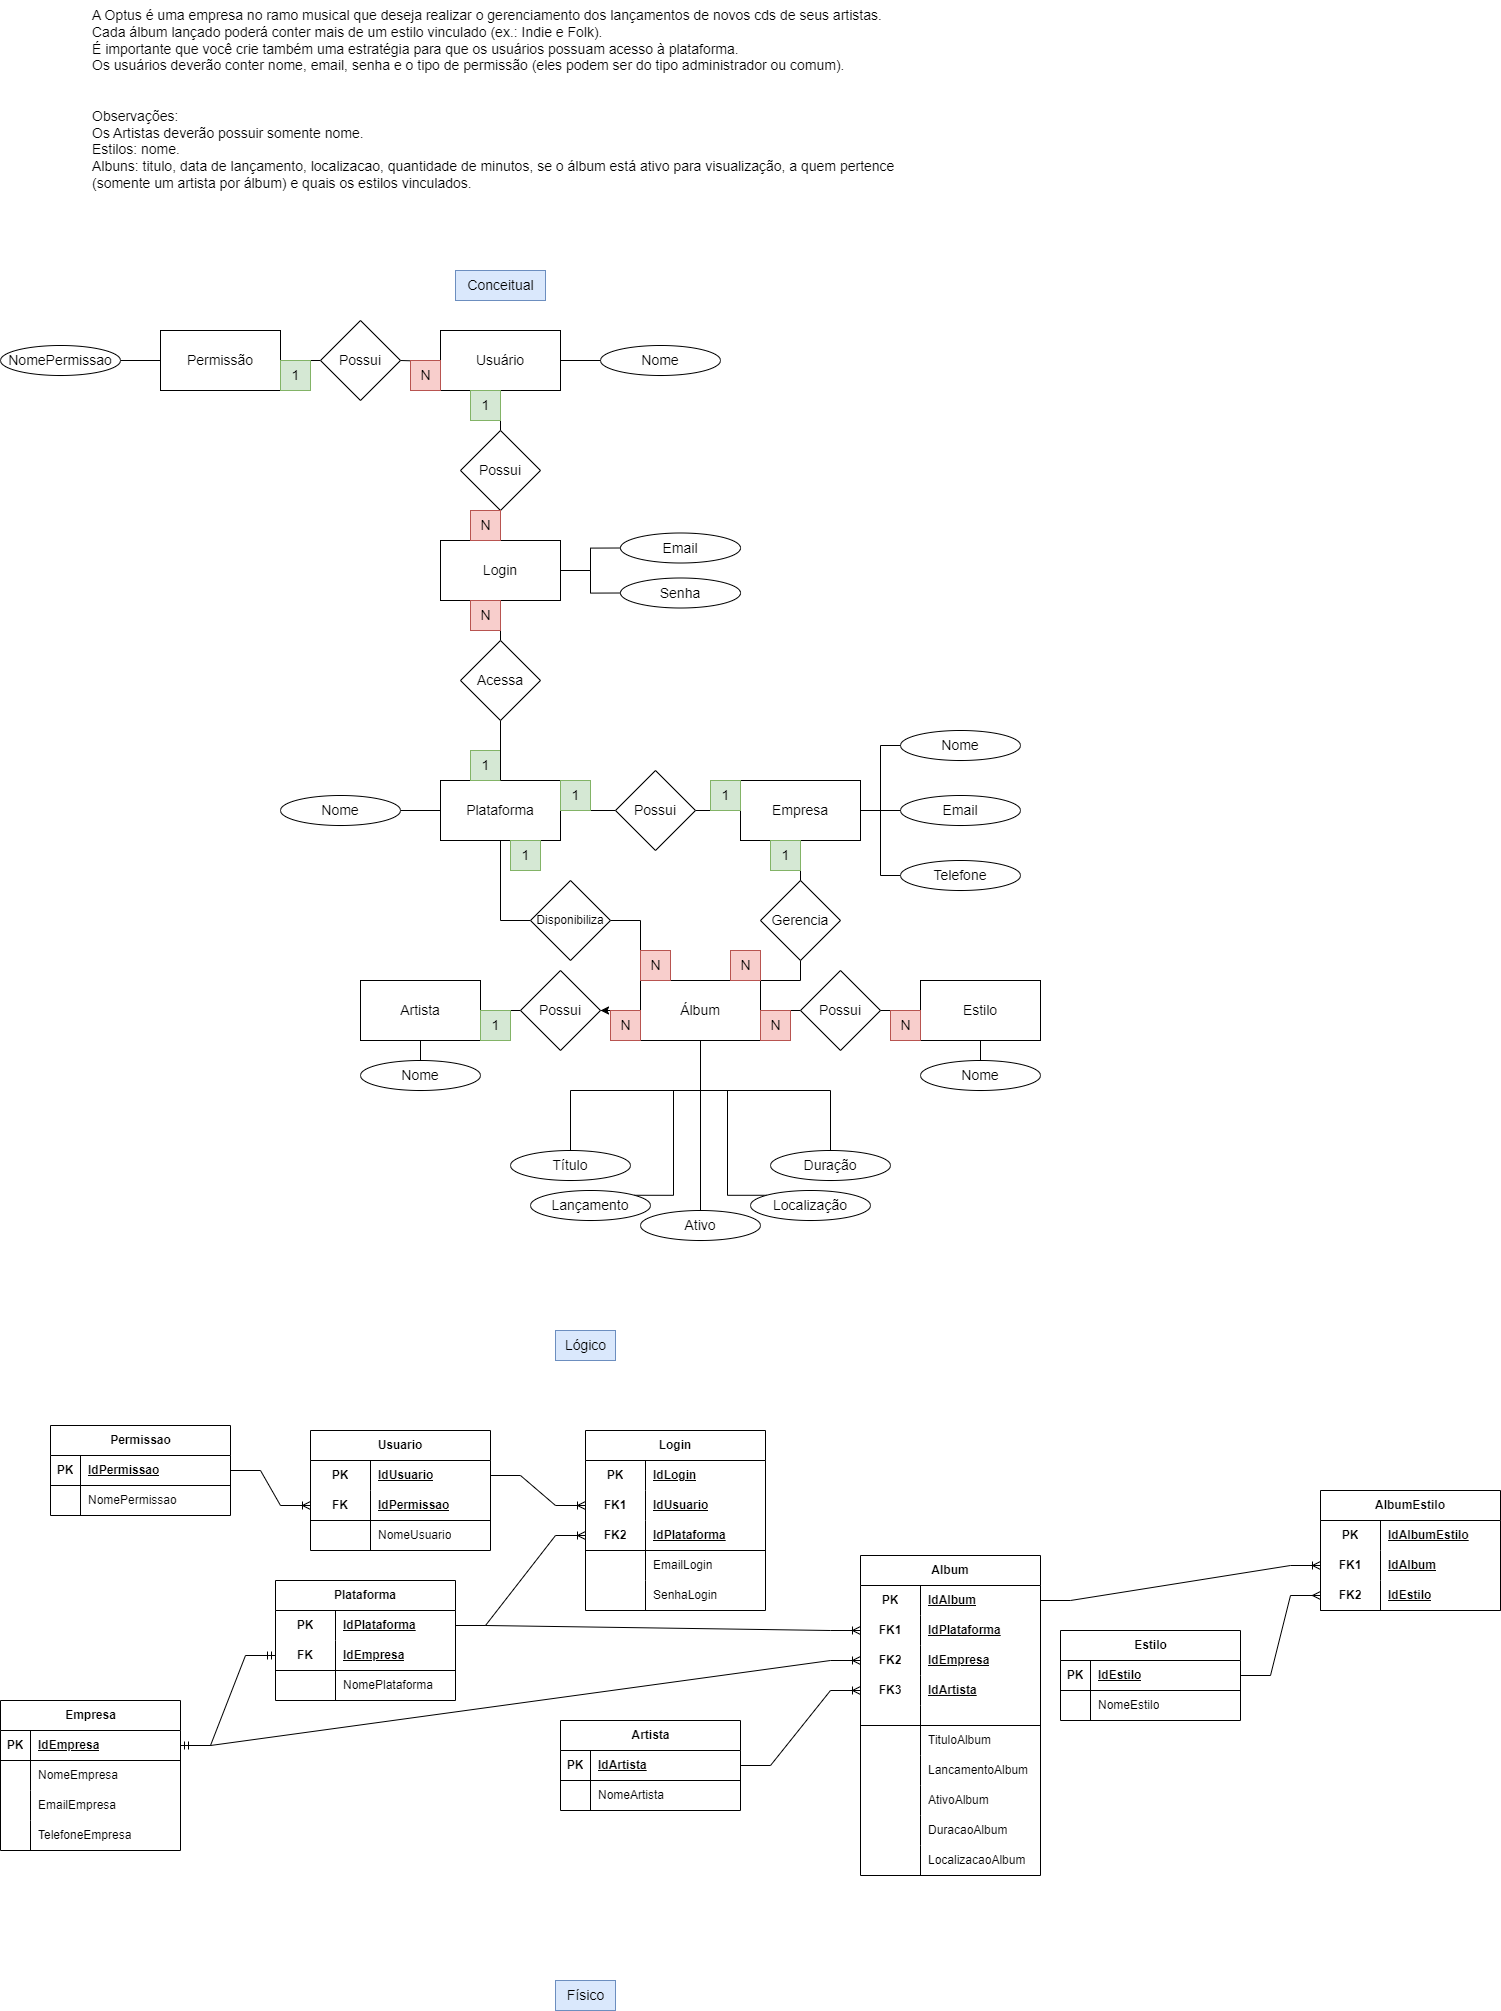 A Optus é uma empresa no ramo musical que deseja realizar o gerenciamento dos lançamentos de novos cds de seus artistas.
Cada álbum lançado poderá conter mais de um estilo vinculado (ex.: Indie e Folk).
É importante que você crie também uma estratégia para que os usuários possuam acesso à plataforma.
Os usuários deverão conter nome, email, senha e o tipo de permissão (eles podem ser do tipo administrador ou comum).
Observações:
Os Artistas deverão possuir somente nome.
Estilos: nome.
Albuns: titulo, data de lançamento, localizacao, quantidade de minutos, se o álbum está ativo para visualização, a quem pertence
(somente um artista por álbum) e quais os estilos vinculados.
Conceitual
NomePermissao
Permissão
1
Possui
N
Usuário
Nome
1
Possui
N
Login
Email
Senha
N
Acessa
1
Nome
Plataforma
1
Possui
1
Empresa
Nome
Email
Telefone
1
1
Disponibiliza
Gerencia
N
N
Artista
1
Possui
N
Álbum
N
Possui
N
Estilo
Nome
Nome
Título
Duração
Lançamento
Localização
Ativo
Lógico
Permissao
PK IdPermissao
NomePermissao
Usuario
PK IdUsuario
FK IdPermissao
NomeUsuario
Login
PK IdLogin
FK1 IdUsuario
FK2 IdPlataforma
EmailLogin
SenhaLogin
AlbumEstilo
PK IdAlbumEstilo
FK1 IdAlbum
FK2 IdEstilo
Plataforma
PK IdPlataforma
FK IdEmpresa
NomePlataforma
Album
PK IdAlbum
FK1 IdPlataforma
FK2 IdEmpresa
FK3 IdArtista
TituloAlbum
LancamentoAlbum
AtivoAlbum
DuracaoAlbum
LocalizacaoAlbum
Estilo
PK IdEstilo
NomeEstilo
Empresa
PK IdEmpresa
NomeEmpresa
EmailEmpresa
TelefoneEmpresa
Artista
PK IdArtista
NomeArtista
Físico